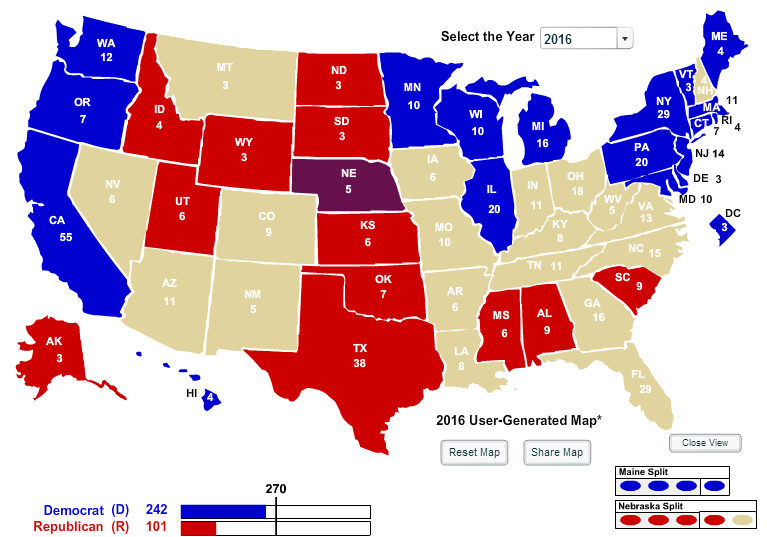 Select the Year 2016
WA
12
OR
7
CA
55
NV
6
ID
4
MT
3
WY
3
UT
6
AZ
11
CO
9
NM
5
ND
3
SD
3
NE
5
KS
6
OK
7
TX
38
MN
10
IA
6
MO
10
AR
6
LA
8
WI
10
IL
20
MI
16
IN
11
OH
18
KY
8
TN 11
MS
6
AL
9
GA
16
FL
29
SC 9
NC 15
VA
13
WV
5
PA
20
NY
29
VT
3
4
NH
ME
4
MA 11
RI 4
CT 7
NJ 14
DE 3
MD 10
DC
3
AK
3
HI 4
2016 User-Generated Map*
Reset Map Share Map Close View
Maine Split
Nebraska Split
270
Democrat (D) 242
Republican (R) 101